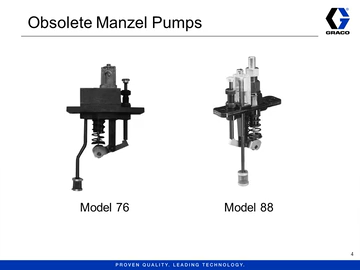 Obsolete Manzel Pumps
GRACO
Model 76
Model 88
4
PROVEN QUALITY. LEADING TECHNOLOGY.